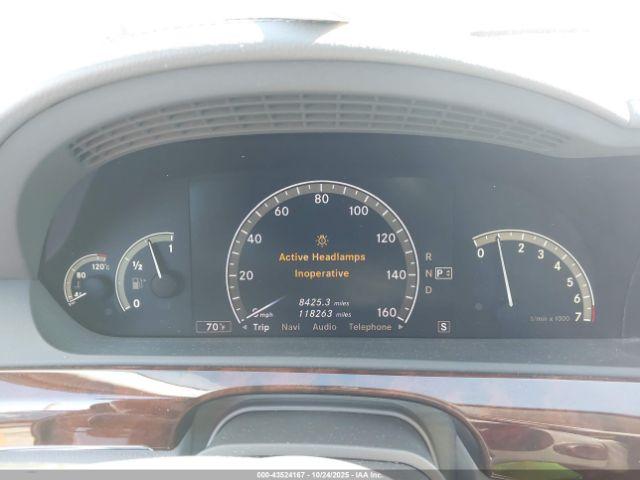 80
120°C
40
1
½
0
60
80
100
40
120
20
140
0
mph
160
Active Headlamps
Inoperative
8425.3 miles
118263 miles
70°F
Trip Navi Audio Telephone
R
N P
D
S
0
1
2
3
4
5
6
7
1/min x 1000
000-43524167 - 10/24/2025 - IAA Inc.